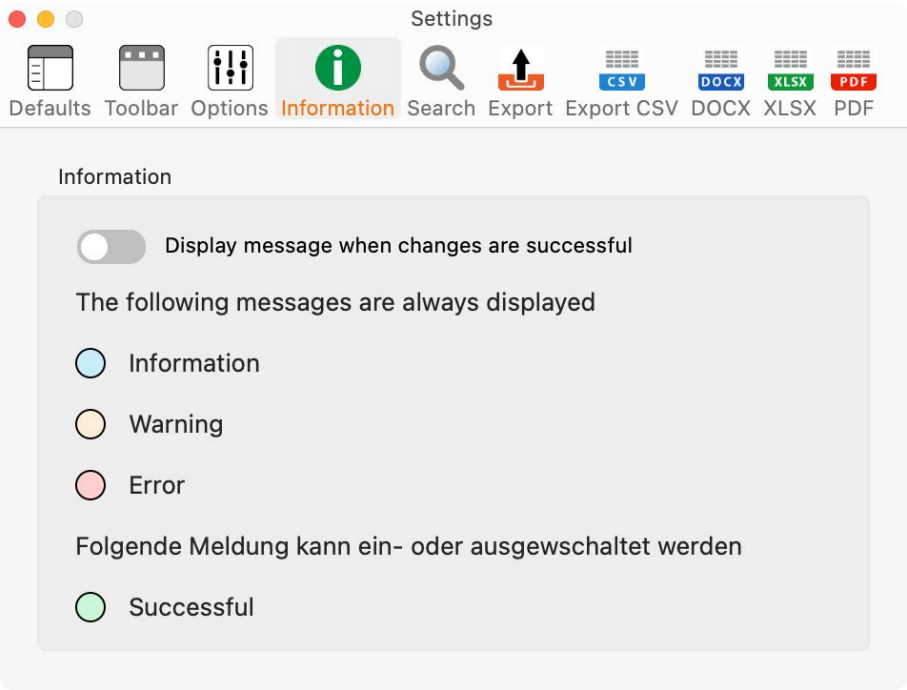 Settings
CSV DOCX XLSX PDF
Defaults Toolbar Options Information Search Export Export CSV DOCX XLSX PDF
Information
Display message when changes are successful
The following messages are always displayed
Information
Warning
Error
Folgende Meldung kann ein- oder ausgewschaltet werden
Successful